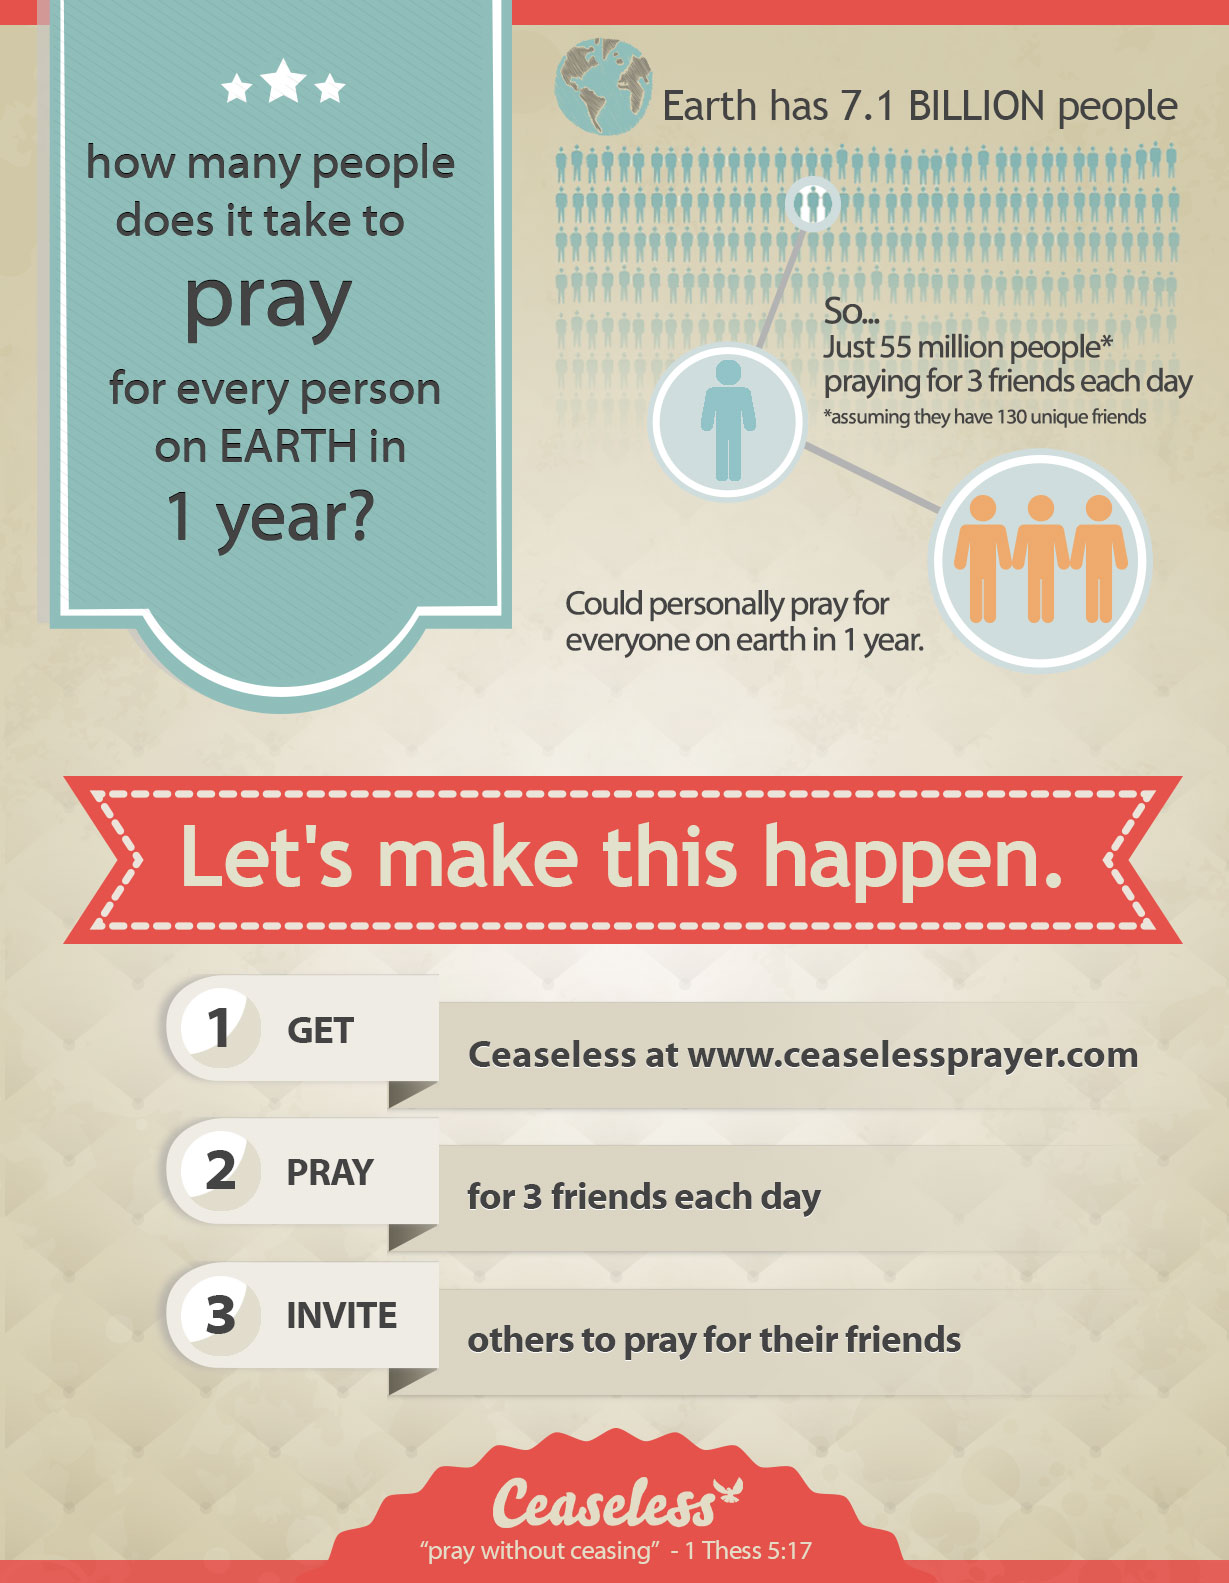 how many people
does it take to
pray
for every person
on EARTH in
1 year?
Earth has 7.1 BILLION people
So...
Just 55 million people*
praying for 3 friends each day
*assuming they have 130 unique friends
Could personally pray for
everyone on earth in 1 year.
Let's make this happen.
1 GET
Ceaseless at www.ceaselessprayer.com
2 PRAY
for 3 friends each day
3 INVITE
others to pray for their friends
Ceaseless
“pray without ceasing” - 1 Thess 5:17